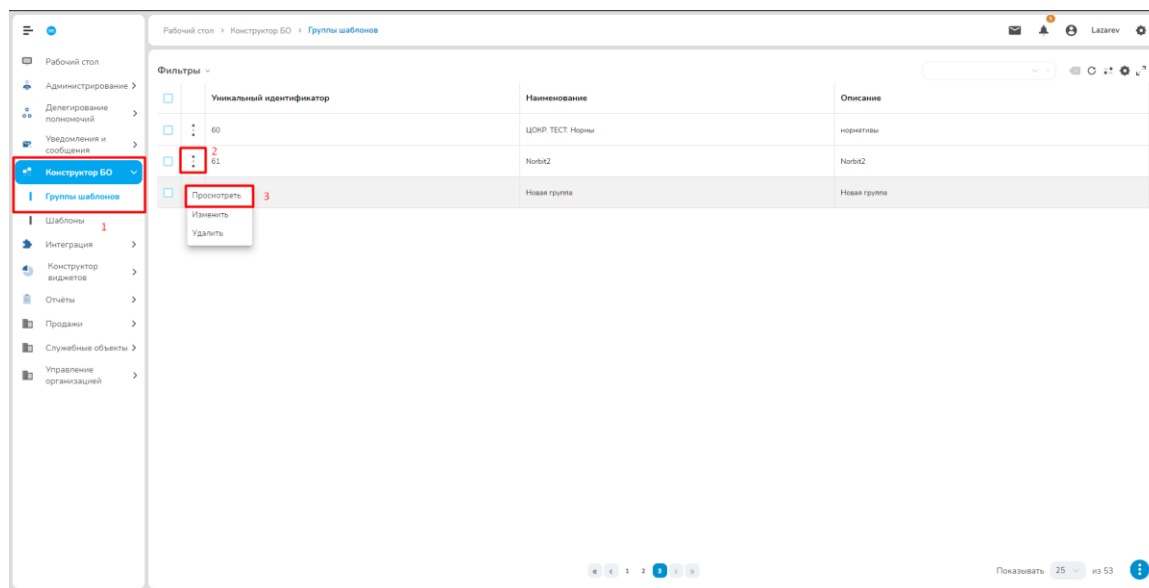 Рабочий стол > Конструктор БО > Группы шаблонов
5
Lazarev
Рабочий стол
Администрирование
Делегирование
полномочий
Уведомления и
сообщения
Конструктор БО
Группы шаблонов
Шаблоны
1
Интеграция
Конструктор
виджетов
Отчёты
Продажи
Служебные объекты
Управление
организацией
Фильтры
Уникальный идентификатор Наименование Описание
60 ЦОКР. ТЕСТ. Нормы нормативы
2
61 Norbit2 Norbit2
Новая группа Новая группа
Просмотреть 3
Изменить
Удалить
« ‹ 1 2 3 › »
Показывать 25 из 53